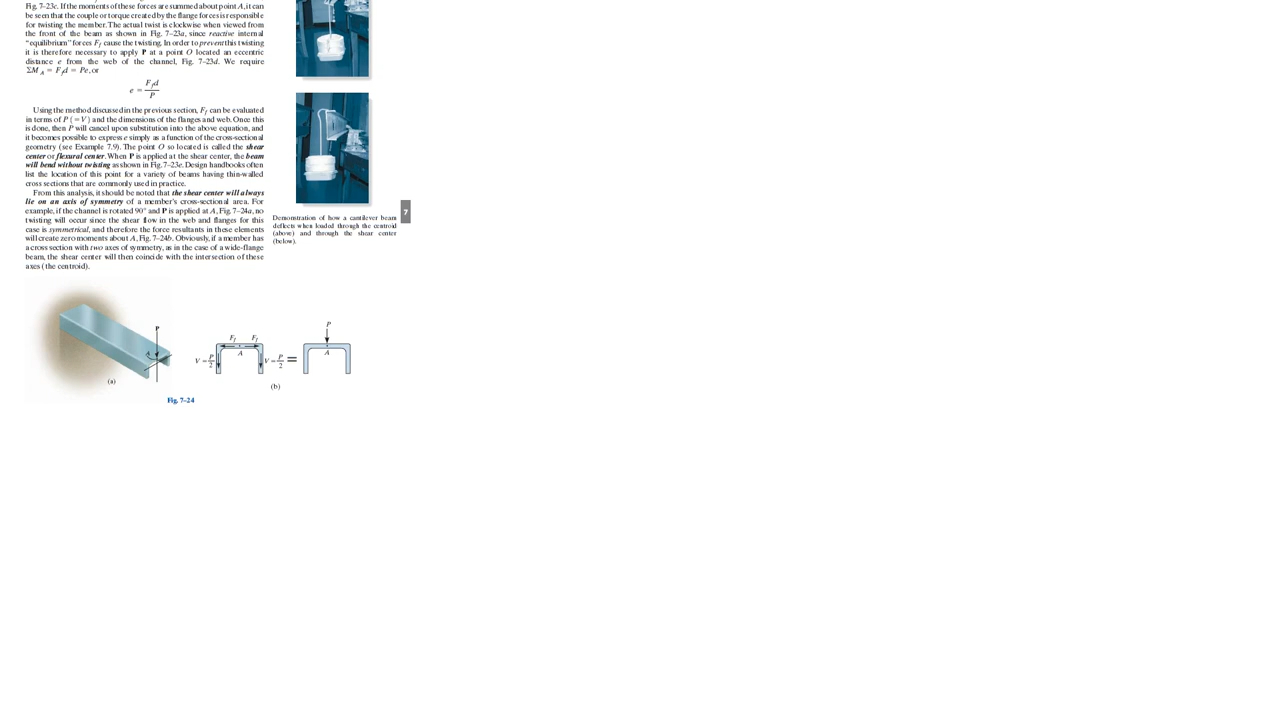 Fig. 7–23c. If the moments of these forces are summed about point A, it can
be seen that the couple or torque created by the flange forces is responsible
for twisting the member. The actual twist is clockwise when viewed from
the front of the beam as shown in Fig. 7–23a, since reactive internal
“equilibrium” forces Ff cause the twisting. In order to prevent this twisting
it is therefore necessary to apply P at a point O located an eccentric
distance e from the web of the channel, Fig. 7–23d. We require
ΣMA = Ff d = Pe, or
e = Ff d / P
Using the method discussed in the previous section, Ff can be evaluated
in terms of P (= V) and the dimensions of the flanges and web. Once this
is done, then P will cancel upon substitution into the above equation, and
it becomes possible to express e simply as a function of the cross-sectional
geometry (see Example 7.9). The point O so located is called the shear
center or flexural center. When P is applied at the shear center, the beam
will bend without twisting as shown in Fig. 7–23e. Design handbooks often
list the location of this point for a variety of beams having thin-walled
cross sections that are commonly used in practice.
From this analysis, it should be noted that the shear center will always
lie on an axis of symmetry of a member's cross-sectional area. For
example, if the channel is rotated 90° and P is applied at A, Fig. 7–24a, no
twisting will occur since the shear flow in the web and flanges for this
case is symmetrical, and therefore the force resultants in these elements
will create zero moments about A, Fig. 7–24b. Obviously, if a member has
a cross section with two axes of symmetry, as in the case of a wide-flange
beam, the shear center will then coincide with the intersection of these
axes (the centroid).
Demonstration of how a cantilever beam
deflects when loaded through the centroid
(above) and through the shear center
(below).
7
P
A
(a)
Ff Ff
A
V = P/2
V = P/2
=
P
A
(b)
Fig. 7–24